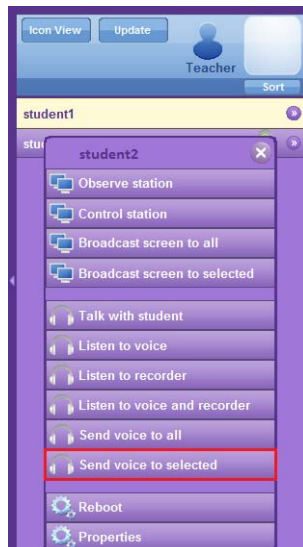 Icon View Update
Teacher
Sort
student1
stu
student2
Observe station
Control station
Broadcast screen to all
Broadcast screen to selected
Talk with student
Listen to voice
Listen to recorder
Listen to voice and recorder
Send voice to all
Send voice to selected
Reboot
Properties